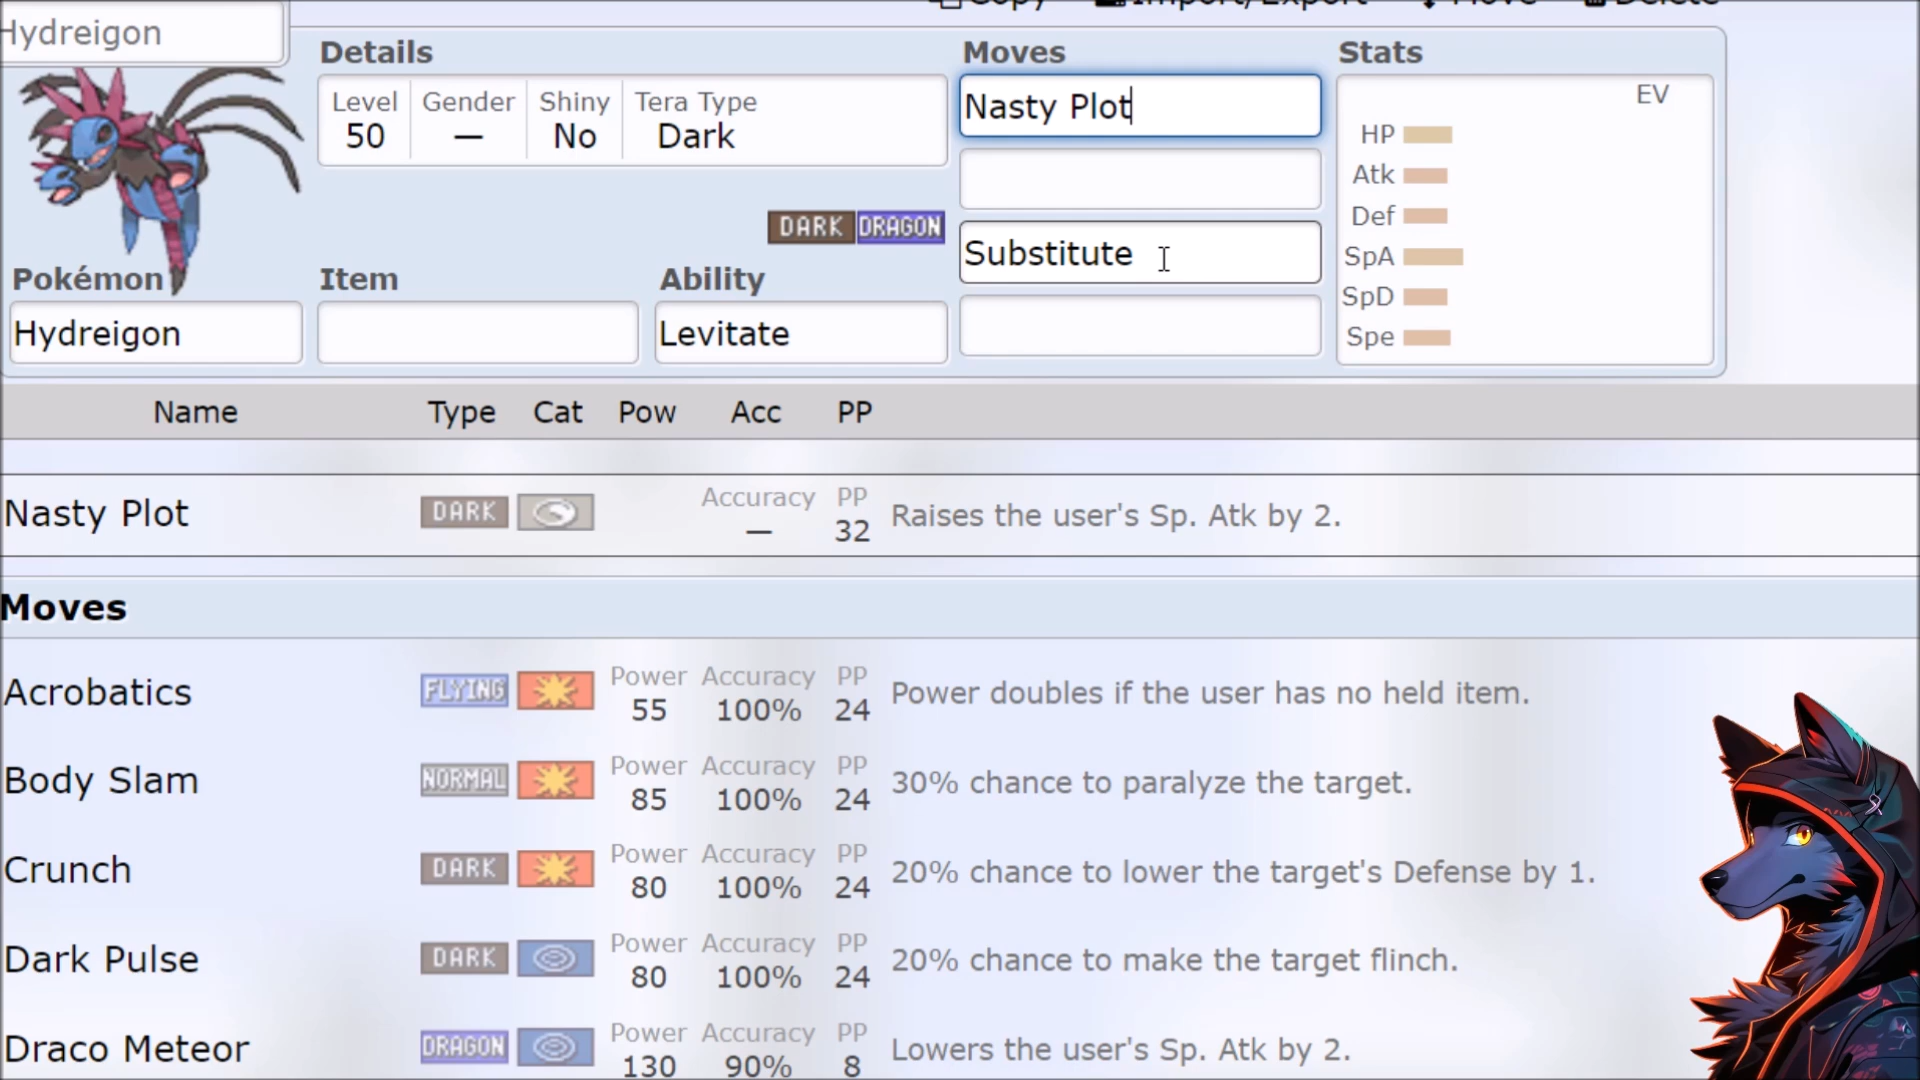 Copy Import/Export Move Delete
Hydreigon
Details
Moves
Stats
Level
50
Gender
—
Shiny
No
Tera Type
Dark
Nasty Plot
EV
HP
Atk
Def
SpA
SpD
Spe
DARK DRAGON
Substitute
Pokémon
Item
Ability
Hydreigon
Levitate
Name Type Cat Pow Acc PP
Nasty Plot DARK Accuracy — PP 32 Raises the user's Sp. Atk by 2.
Moves
Acrobatics FLYING Power 55 Accuracy 100% PP 24 Power doubles if the user has no held item.
Body Slam NORMAL Power 85 Accuracy 100% PP 24 30% chance to paralyze the target.
Crunch DARK Power 80 Accuracy 100% PP 24 20% chance to lower the target's Defense by 1.
Dark Pulse DARK Power 80 Accuracy 100% PP 24 20% chance to make the target flinch.
Draco Meteor DRAGON Power 130 Accuracy 90% PP 8 Lowers the user's Sp. Atk by 2.